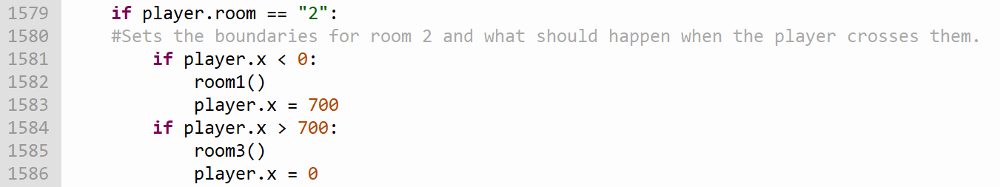 1579 if player.room == "2":
1580 #Sets the boundaries for room 2 and what should happen when the player crosses them.
1581 if player.x < 0:
1582 room1()
1583 player.x = 700
1584 if player.x > 700:
1585 room3()
1586 player.x = 0